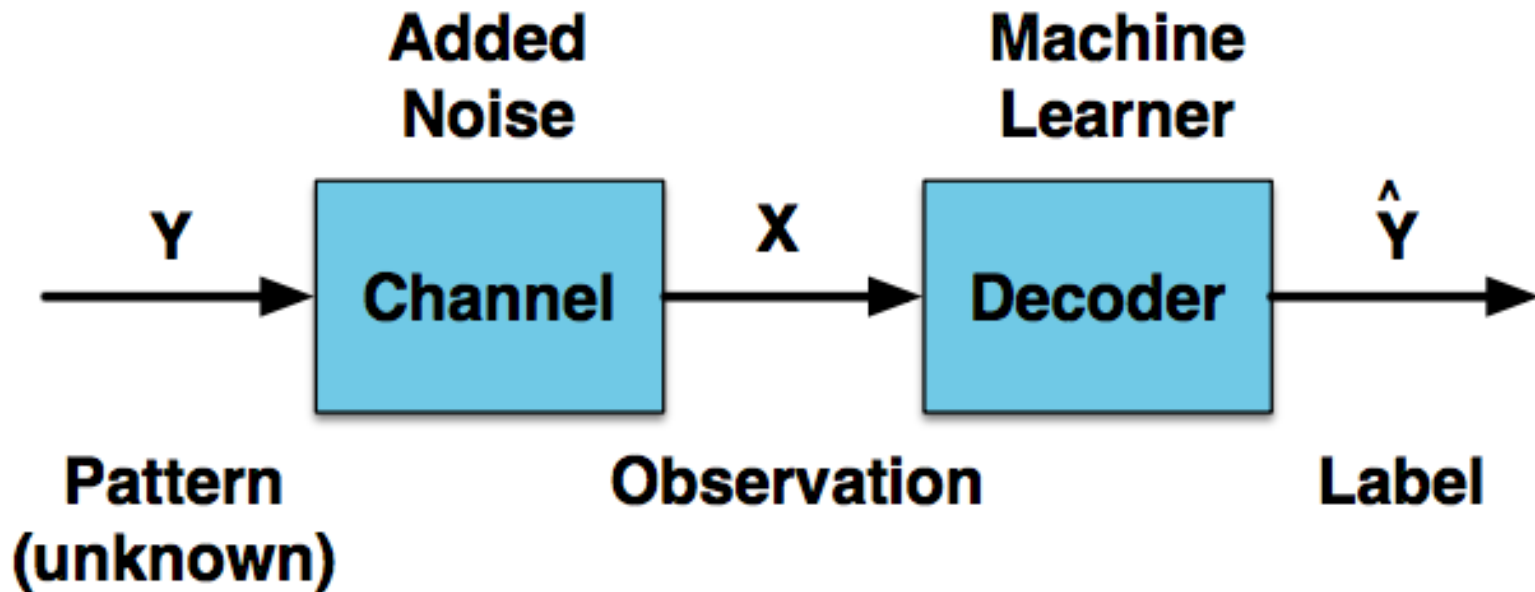 Added
Noise
Machine
Learner
Y
X
Ŷ
Channel
Decoder
Pattern
(unknown)
Observation
Label